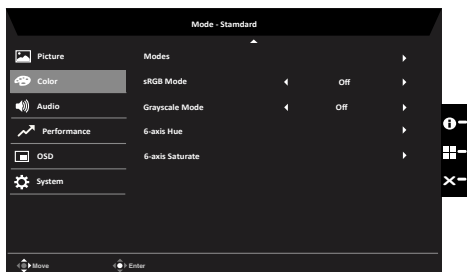 Mode - Stamdard
Picture
Modes
Color
sRGB Mode Off
Audio
Grayscale Mode Off
Performance
6-axis Hue
OSD
6-axis Saturate
System
Move Enter